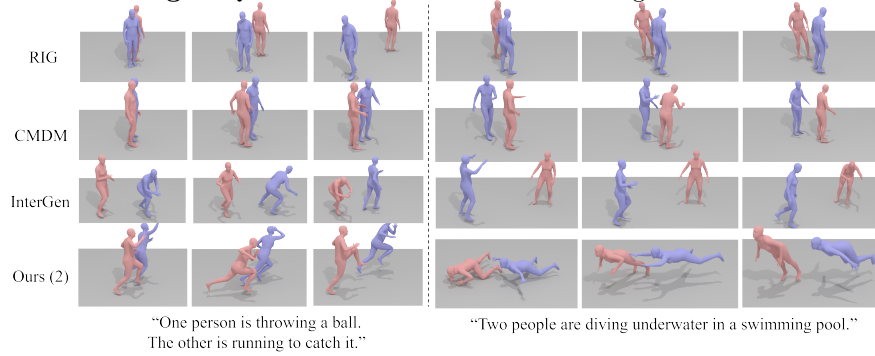 RIG
CMDM
InterGen
Ours (2)
“One person is throwing a ball.
The other is running to catch it.”
“Two people are diving underwater in a swimming pool.”